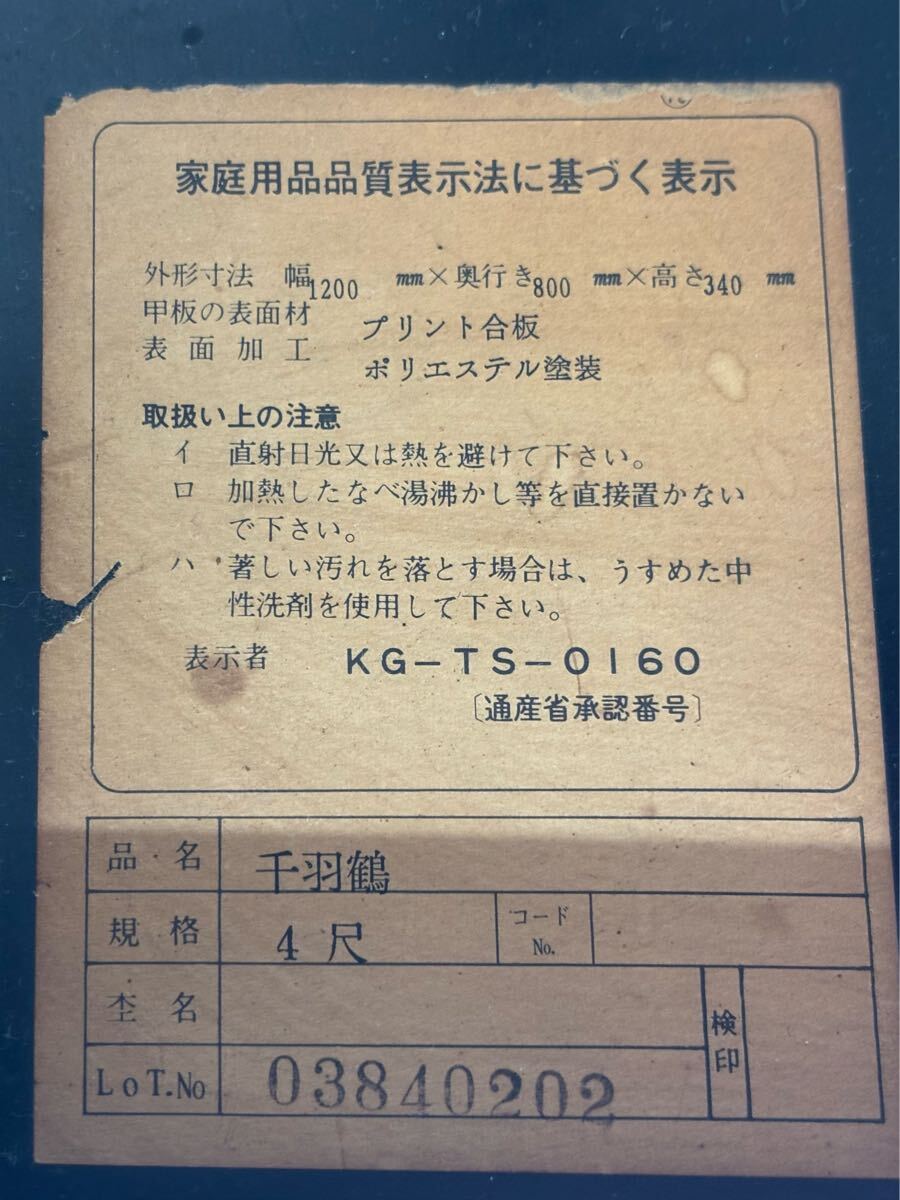 家庭用品品質表示法に基づく表示
外形寸法 幅1200 mm×奥行き800 mm×高さ340 mm
甲板の表面材 プリント合板
表面加工 ポリエステル塗装
取扱い上の注意
イ 直射日光又は熱を避けて下さい。
ロ 加熱したなべ湯沸かし等を直接置かない
で下さい。
ハ 著しい汚れを落とす場合は、うすめた中
性洗剤を使用して下さい。
表示者 KG-TS-0160
〔通産省承認番号〕
品名 千羽鶴
規格 4尺 コードNo.
杢名
検印
LoT.No 03840202